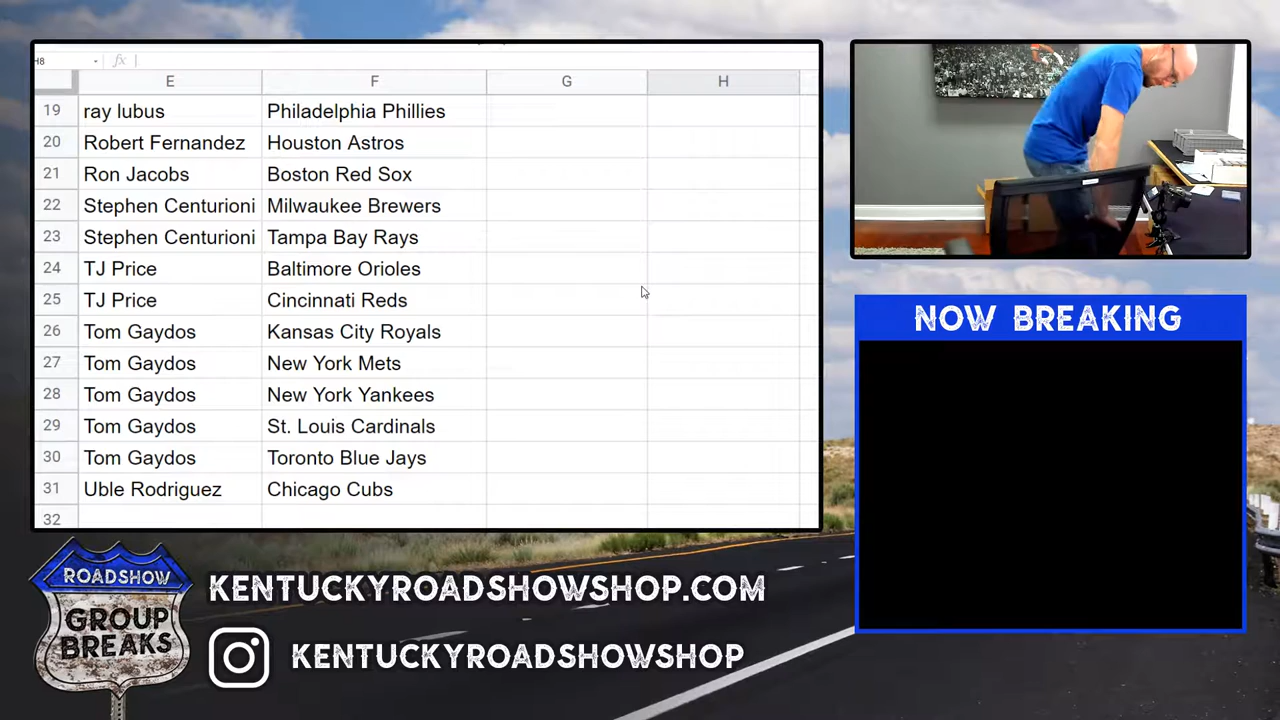 H8 fx
E F G H
19 ray lubus Philadelphia Phillies
20 Robert Fernandez Houston Astros
21 Ron Jacobs Boston Red Sox
22 Stephen Centurioni Milwaukee Brewers
23 Stephen Centurioni Tampa Bay Rays
24 TJ Price Baltimore Orioles
25 TJ Price Cincinnati Reds
26 Tom Gaydos Kansas City Royals
27 Tom Gaydos New York Mets
28 Tom Gaydos New York Yankees
29 Tom Gaydos St. Louis Cardinals
30 Tom Gaydos Toronto Blue Jays
31 Uble Rodriguez Chicago Cubs
32
NOW BREAKING
ROADSHOW
GROUP
BREAKS
KENTUCKYROADSHOWSHOP.COM
KENTUCKYROADSHOWSHOP